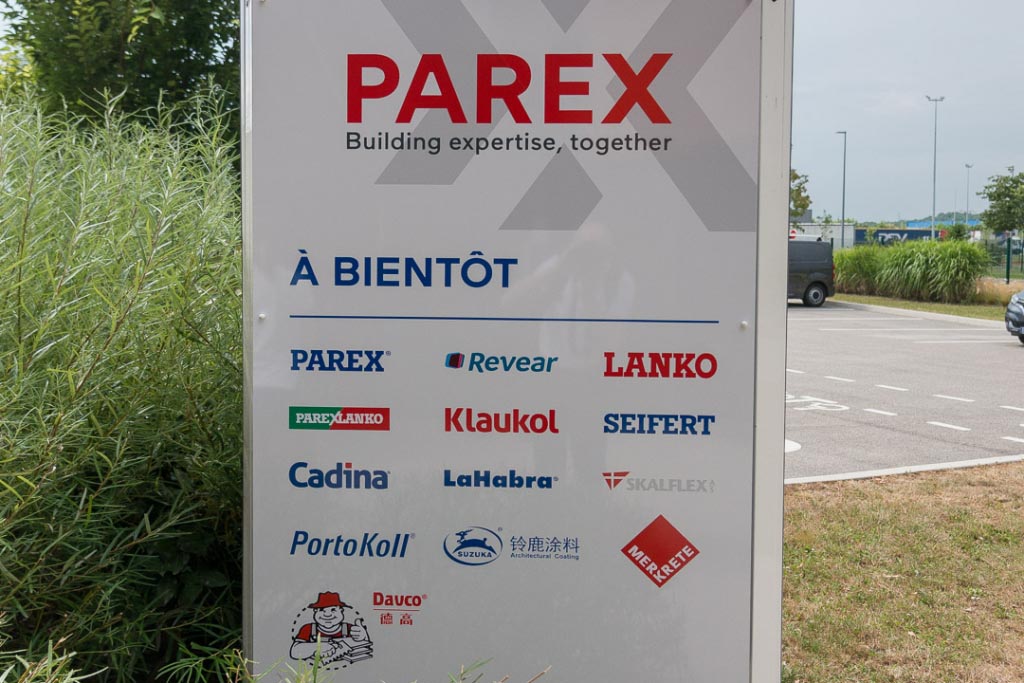 PAREX
Building expertise, together
À BIENTÔT
PAREX®
Revear
LANKO
PAREXLANKO
Klaukol
SEIFERT
Cadina
LaHabra®
SKALFLEX
PortoKoll®
SUZUKA
铃鹿涂料
Architectural Coating
MERKRETE
Davco®
德高